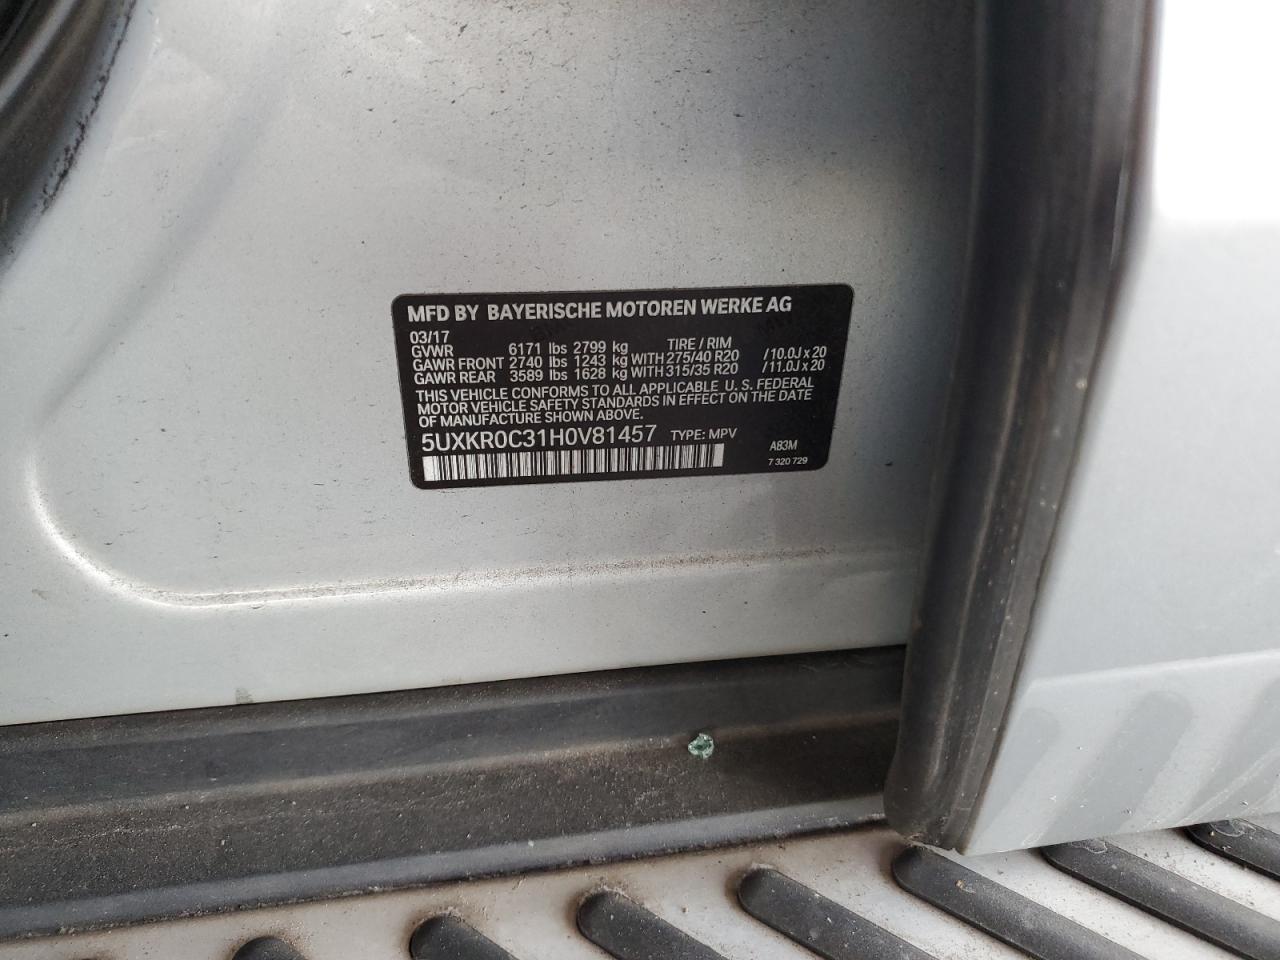 MFD BY BAYERISCHE MOTOREN WERKE AG
03/17
GVWR 6171 lbs 2799 kg TIRE / RIM
GAWR FRONT 2740 lbs 1243 kg WITH 275/40 R20 /10.0J x 20
GAWR REAR 3589 lbs 1628 kg WITH 315/35 R20 /11.0J x 20
THIS VEHICLE CONFORMS TO ALL APPLICABLE U.S. FEDERAL
MOTOR VEHICLE SAFETY STANDARDS IN EFFECT ON THE DATE
OF MANUFACTURE SHOWN ABOVE.
5UXKR0C31H0V81457 TYPE: MPV A83M
7 320 729